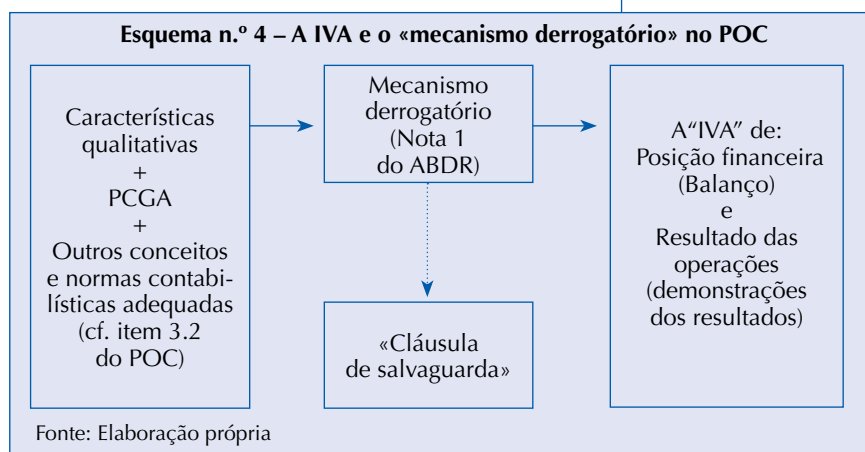 Esquema n.º 4 – A IVA e o «mecanismo derrogatório» no POC
Características
qualitativas
+
PCGA
+
Outros conceitos
e normas contabi-
lísticas adequadas
(cf. item 3.2
do POC)
Mecanismo
derrogatório
(Nota 1
do ABDR)
«Cláusula
de salvaguarda»
A“IVA” de:
Posição financeira
(Balanço)
e
Resultado das
operações
(demonstrações
dos resultados)
Fonte: Elaboração própria